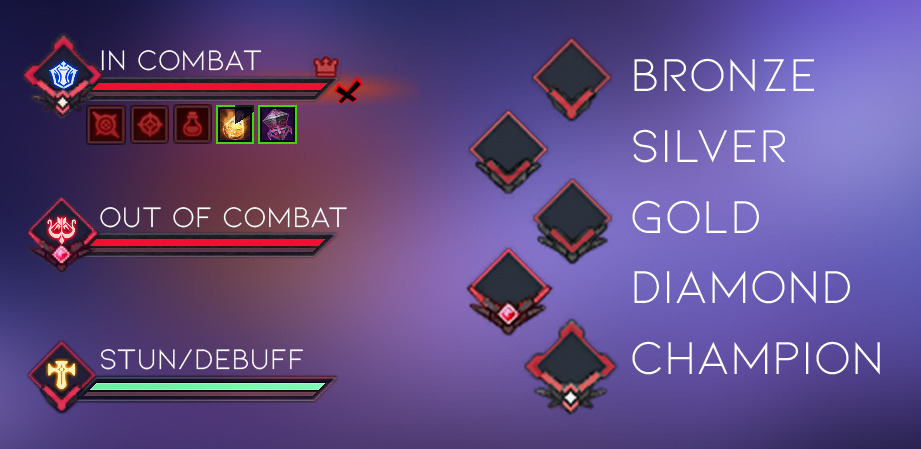 IN COMBAT
OUT OF COMBAT
STUN/DEBUFF
BRONZE
SILVER
GOLD
DIAMOND
CHAMPION